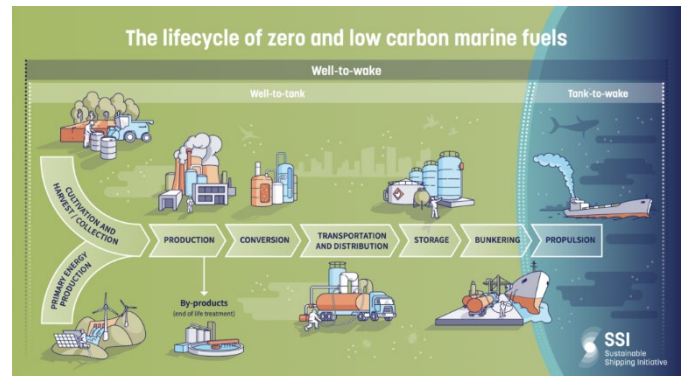 The lifecycle of zero and low carbon marine fuels
Well-to-wake
Well-to-tank
Tank-to-wake
CULTIVATION AND
HARVEST / COLLECTION
PRIMARY ENERGY
PRODUCTION
PRODUCTION
CONVERSION
TRANSPORTATION
AND DISTRIBUTION
STORAGE
BUNKERING
PROPULSION
By-products
(end of life treatment)
SSI
Sustainable
Shipping Initiative